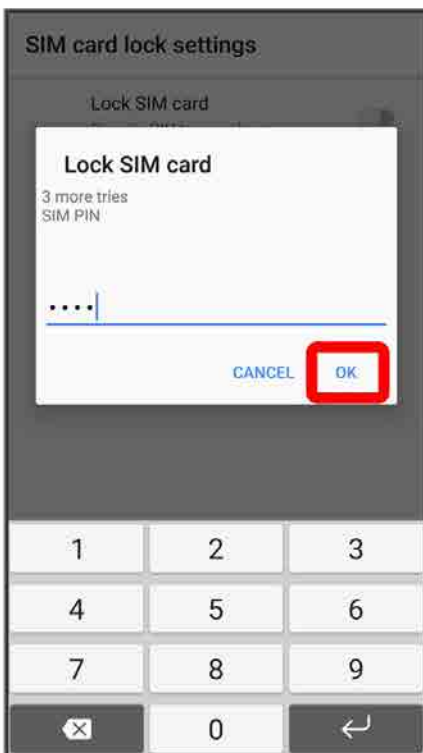 SIM card lock settings
Lock SIM card
Lock SIM card
3 more tries
SIM PIN
••••
CANCEL OK
1 2 3
4 5 6
7 8 9
0